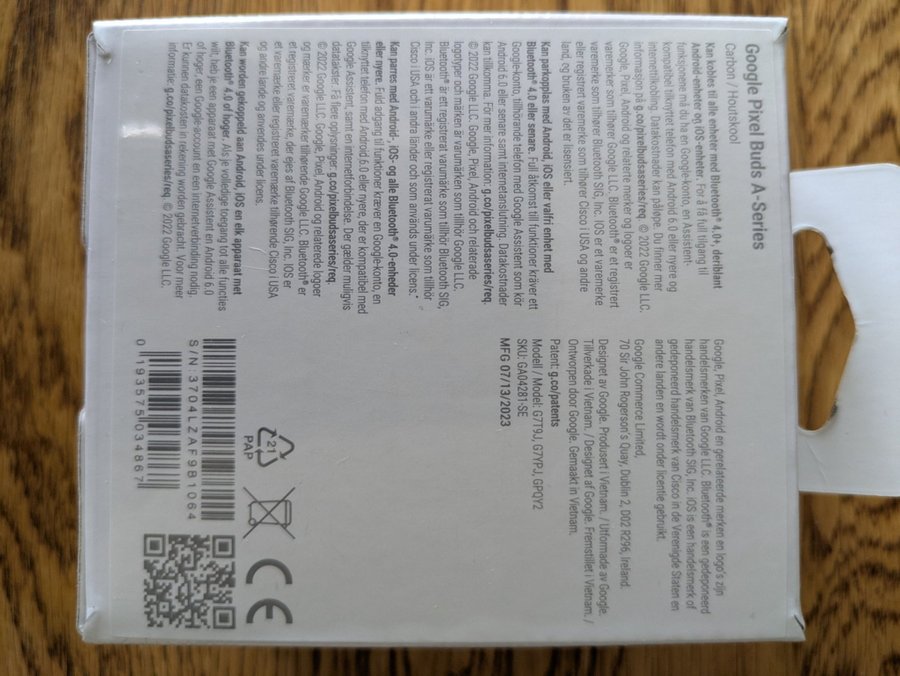 Google Pixel Buds A-Series
Carbon / Houtskool
Kan kobles til alle enheter med Bluetooth® 4.0+, deriblant
Android-enheter og iOS-enheter. For å få full tilgang til
funksjonene må du ha en Google-konto, en Assistent-
kompatibel tilknyttet telefon med Android 6.0 eller nyere og
internettilkobling. Datakostnader kan påløpe. Du finner mer
informasjon på g.co/pixelbudsaseries/req. © 2022 Google LLC.
Google, Pixel, Android og relaterte merker og logoer er
varemerker som tilhører Google LLC. Bluetooth er et registrert
varemerke som tilhører Bluetooth SIG, Inc. iOS er et varemerke
eller registrert varemerke som tilhører Cisco i USA og andre
land, og bruken av det er lisensiert.
Kan parkopplas med Android, iOS eller valfri enhet med
Bluetooth® 4.0 eller senare. Full åtkomst till funktioner kräver ett
Google-konto, tillhörande telefon med Google Assistent som kör
Android 6.0 eller senare samt internetanslutning. Datakostnader
kan tillkomma. För mer information: g.co/pixelbudsaseries/req.
© 2022 Google LLC. Google, Pixel, Android och relaterade
logotyper och märken är varumärken som tillhör Google LLC.
Bluetooth® är ett registrerat varumärke som tillhör Bluetooth SIG,
Inc. iOS är ett varumärke eller registrerat varumärke som tillhör
Cisco i USA och i andra länder och som används under licens.
Kan parres med Android-, iOS- og alle Bluetooth® 4.0-enheder
eller nyere. Fuld adgang til funktioner kræver en Google-konto, en
tilknyttet telefon med Android 6.0 eller nyere, der er kompatibel med
Google Assistent, samt en internetforbindelse. Der gælder muligvis
datatakster. Få flere oplysninger: g.co/pixelbudsaseries/req.
© 2022 Google LLC. Google, Pixel, Android og relaterede logoer
og mærker er varemærker tilhørende Google LLC. Bluetooth® er
et registreret varemærke, der ejes af Bluetooth SIG, Inc. iOS er
et varemærke eller registreret varemærke tilhørende Cisco i USA
og andre lande og anvendes under licens.
Kan worden gekoppeld aan Android, iOS en elk apparaat met
Bluetooth® 4.0 of hoger. Als je volledige toegang tot alle functies
wilt, heb je een apparaat met Google Assistent en Android 6.0
of hoger, een Google-account en een internetverbinding nodig.
Er kunnen datakosten in rekening worden gebracht. Voor meer
informatie: g.co/pixelbudsaseries/req. © 2022 Google LLC.
Google, Pixel, Android en gerelateerde merken en logo's zijn
handelsmerken van Google LLC. Bluetooth® is een gedeponeerd
handelsmerk van Bluetooth SIG, Inc. iOS is een handelsmerk of
gedeponeerd handelsmerk van Cisco in de Verenigde Staten en
andere landen en wordt onder licentie gebruikt.
Google Commerce Limited,
70 Sir John Rogerson's Quay, Dublin 2, D02 R296, Ireland.
Designet av Google. Produsert i Vietnam. / Utformade av Google.
Tillverkade i Vietnam. / Designet af Google. Fremstillet i Vietnam. /
Ontworpen door Google. Gemaakt in Vietnam.
Patent: g.co/patents
Modell / Model: G7T9J, G7YPJ, GPQY2
SKU: GA04281-SE
MFG 07/13/2023
21
PAP
S/N:3704LZAF9B1064
0 193575 034867
CE